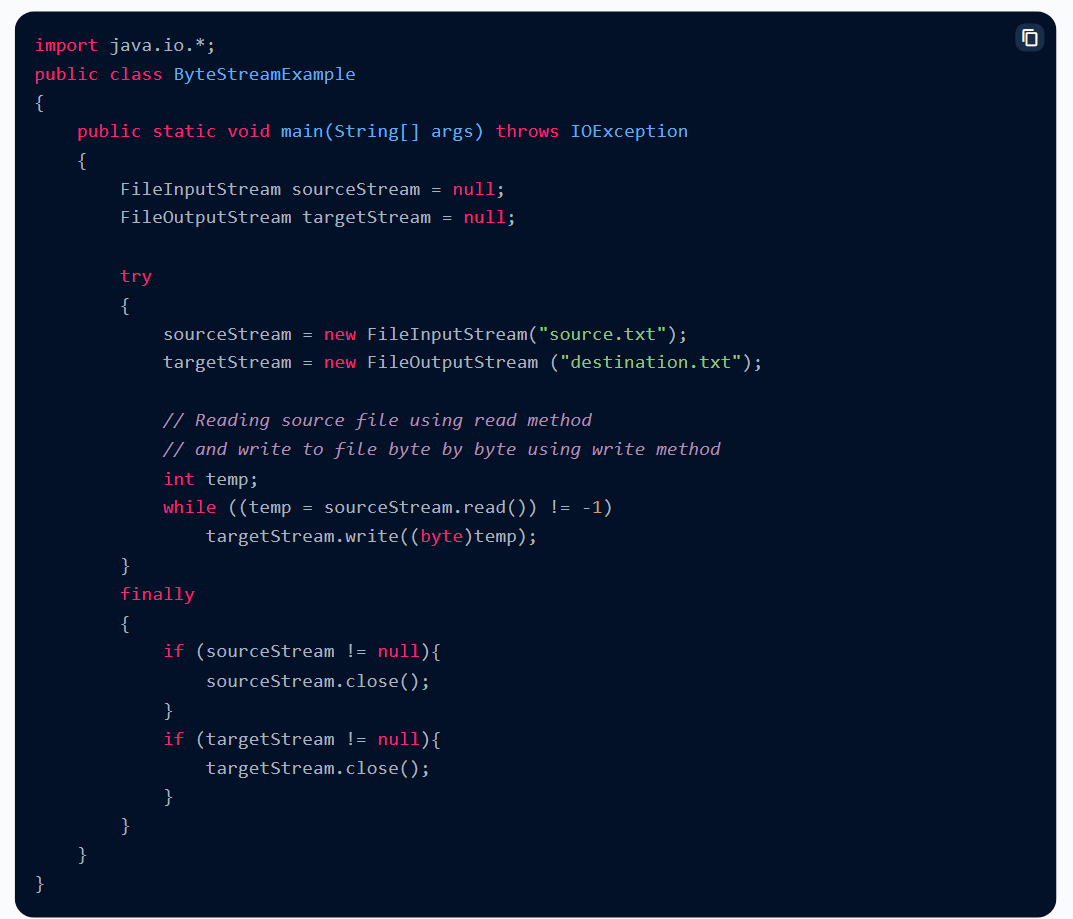 import java.io.*;
public class ByteStreamExample
{
    public static void main(String[] args) throws IOException
    {
        FileInputStream sourceStream = null;
        FileOutputStream targetStream = null;

        try
        {
            sourceStream = new FileInputStream("source.txt");
            targetStream = new FileOutputStream ("destination.txt");

            // Reading source file using read method
            // and write to file byte by byte using write method
            int temp;
            while ((temp = sourceStream.read()) != -1)
                targetStream.write((byte)temp);
        }
        finally
        {
            if (sourceStream != null){
                sourceStream.close();
            }
            if (targetStream != null){
                targetStream.close();
            }
        }
    }
}